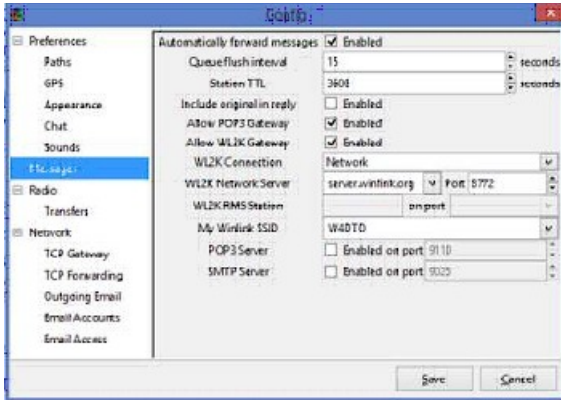 Config
Preferences
Paths
GPS
Appearance
Chat
Sounds
Messages
Radio
Transfers
Network
TCP Gateway
TCP Forwarding
Outgoing Email
Email Accounts
Email Access
Automatically forward messages Enabled
Queue flush interval 15 seconds
Station TTL 3600 seconds
Include original in reply Enabled
Allow POP3 Gateway Enabled
Allow WL2K Gateway Enabled
WL2K Connection Network
WL2K Network Server server.winlink.org Port 8772
WL2K RMS Station on port
My Winlink SSID W4DTD
POP3 Server Enabled on port 9110
SMTP Server Enabled on port 9025
Save Cancel